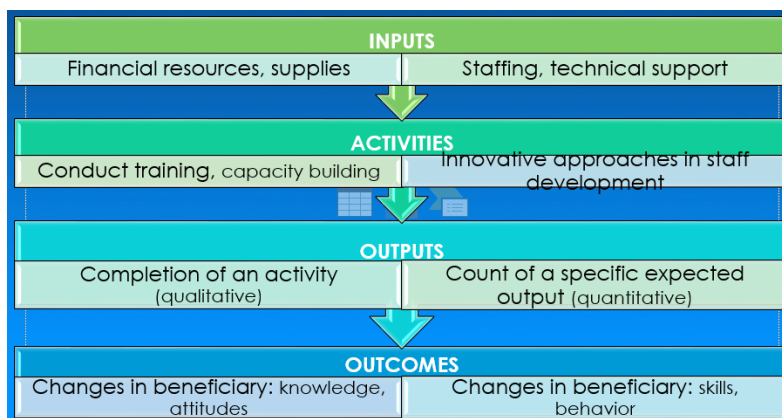 INPUTS
Financial resources, supplies
Staffing, technical support
ACTIVITIES
Conduct training, capacity building
Innovative approaches in staff
development
OUTPUTS
Completion of an activity
(qualitative)
Count of a specific expected
output (quantitative)
OUTCOMES
Changes in beneficiary: knowledge,
attitudes
Changes in beneficiary: skills,
behavior